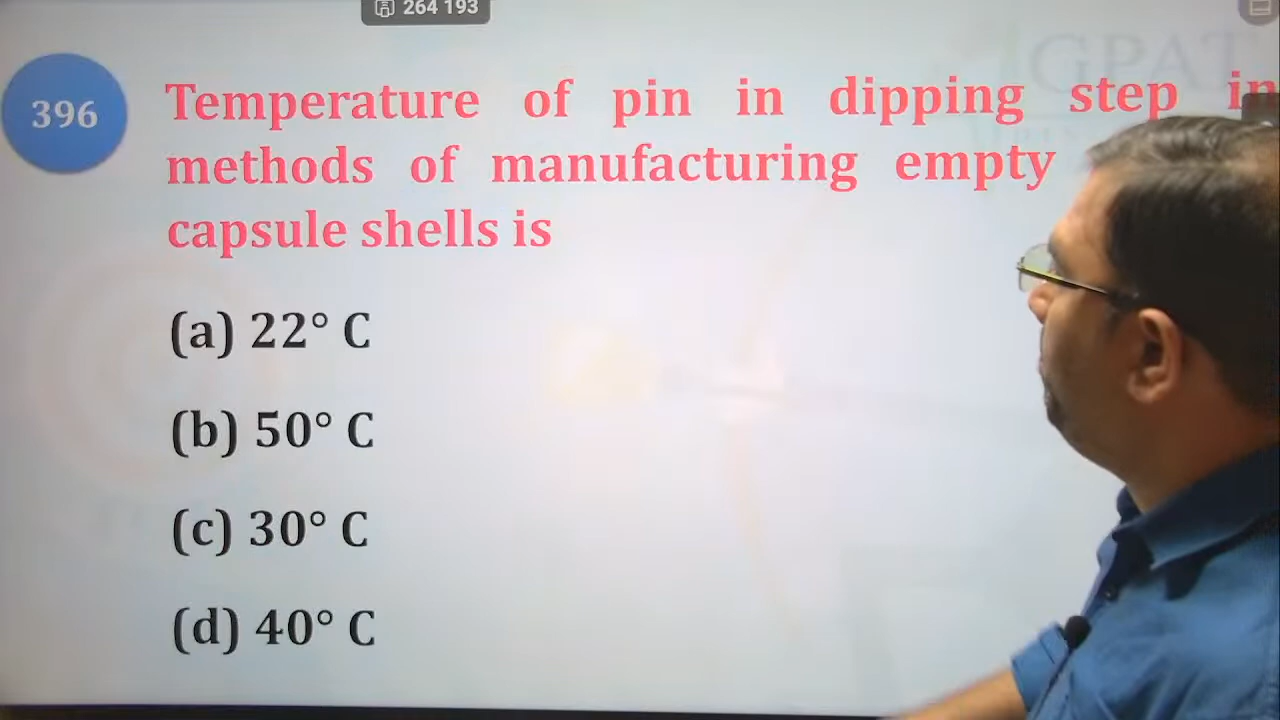 264 193
GPAT
396
Temperature of pin in dipping step in
methods of manufacturing empty
capsule shells is
(a) 22° C
(b) 50° C
(c) 30° C
(d) 40° C